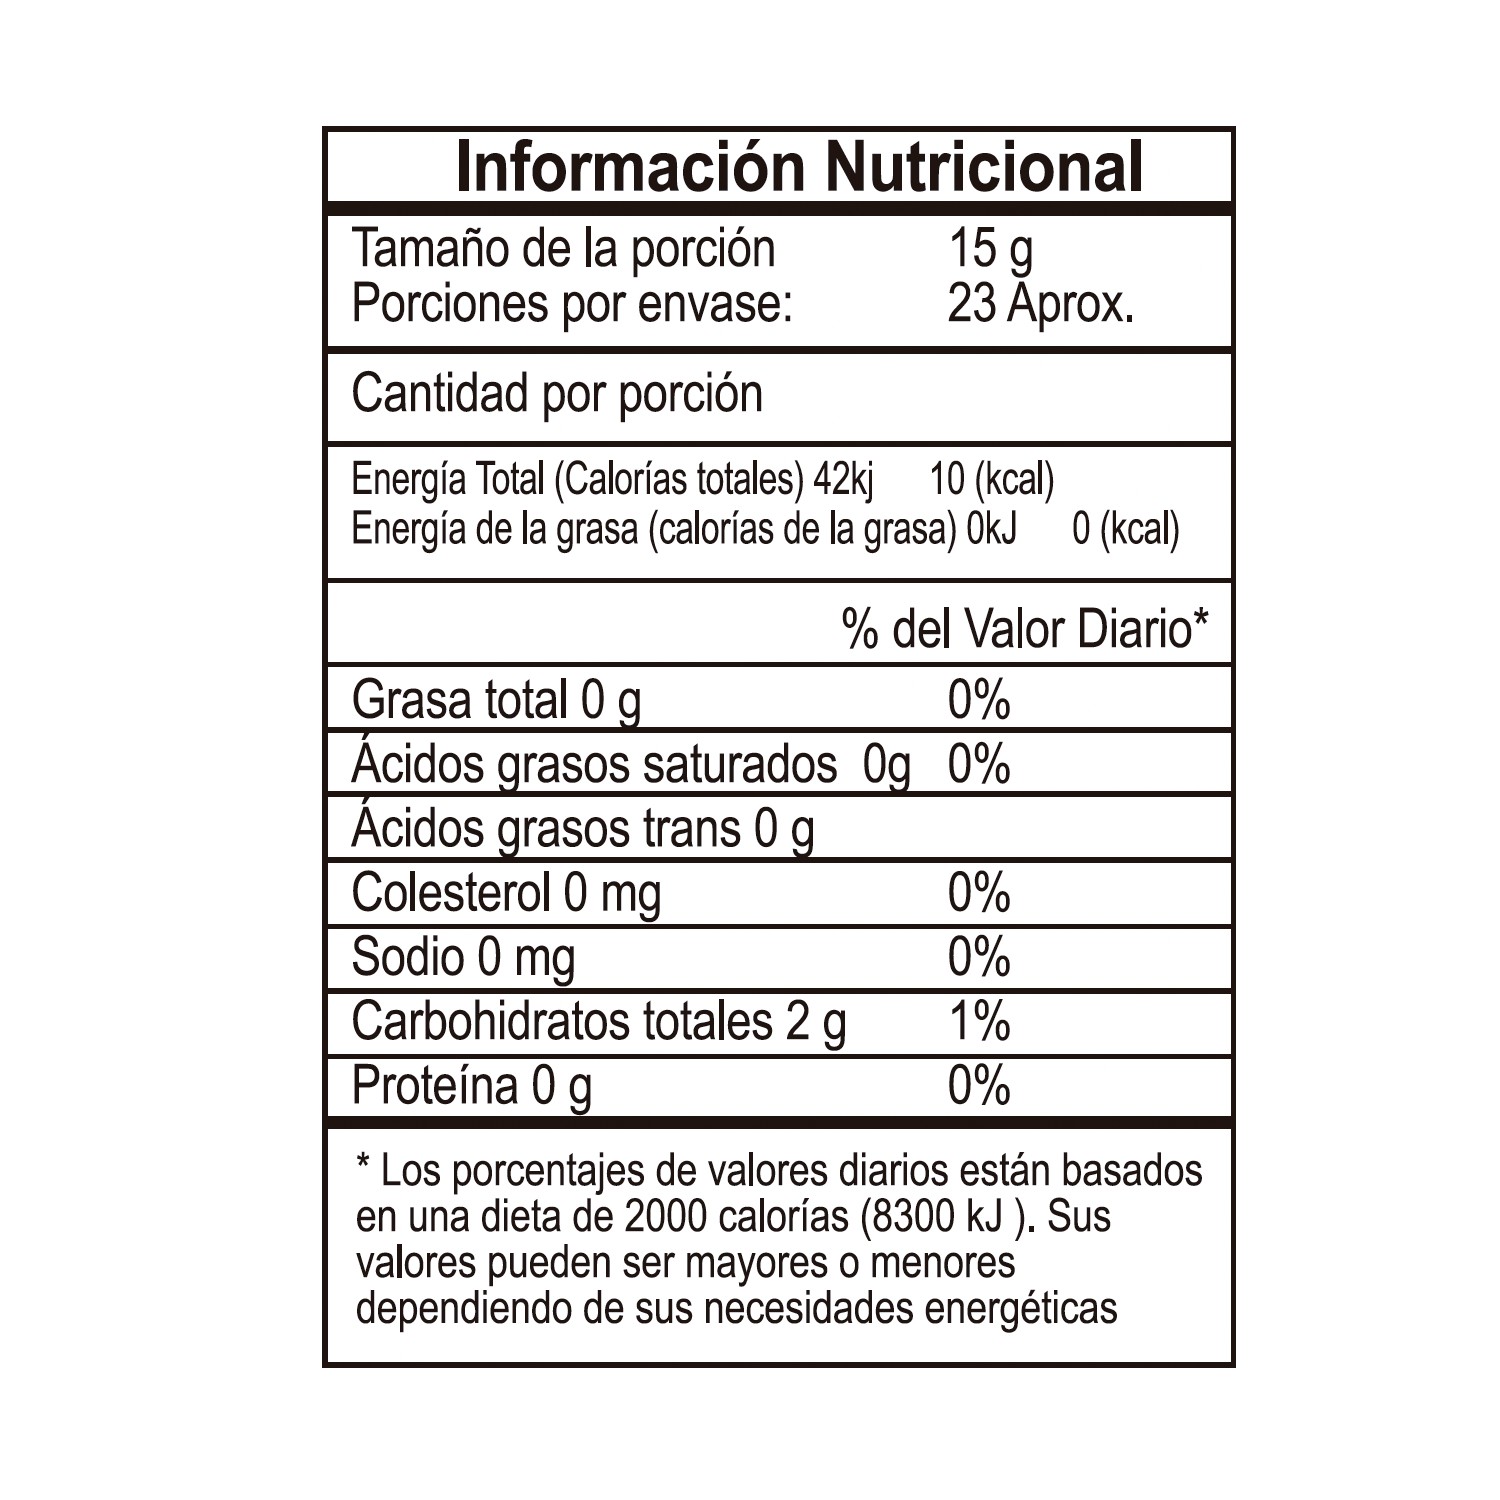 Información Nutricional
Tamaño de la porción 15 g
Porciones por envase: 23 Aprox.
Cantidad por porción
Energía Total (Calorías totales) 42kj 10 (kcal)
Energía de la grasa (calorías de la grasa) 0kJ 0 (kcal)
% del Valor Diario*
Grasa total 0 g 0%
Ácidos grasos saturados 0g 0%
Ácidos grasos trans 0 g
Colesterol 0 mg 0%
Sodio 0 mg 0%
Carbohidratos totales 2 g 1%
Proteína 0 g 0%
* Los porcentajes de valores diarios están basados
en una dieta de 2000 calorías (8300 kJ ). Sus
valores pueden ser mayores o menores
dependiendo de sus necesidades energéticas